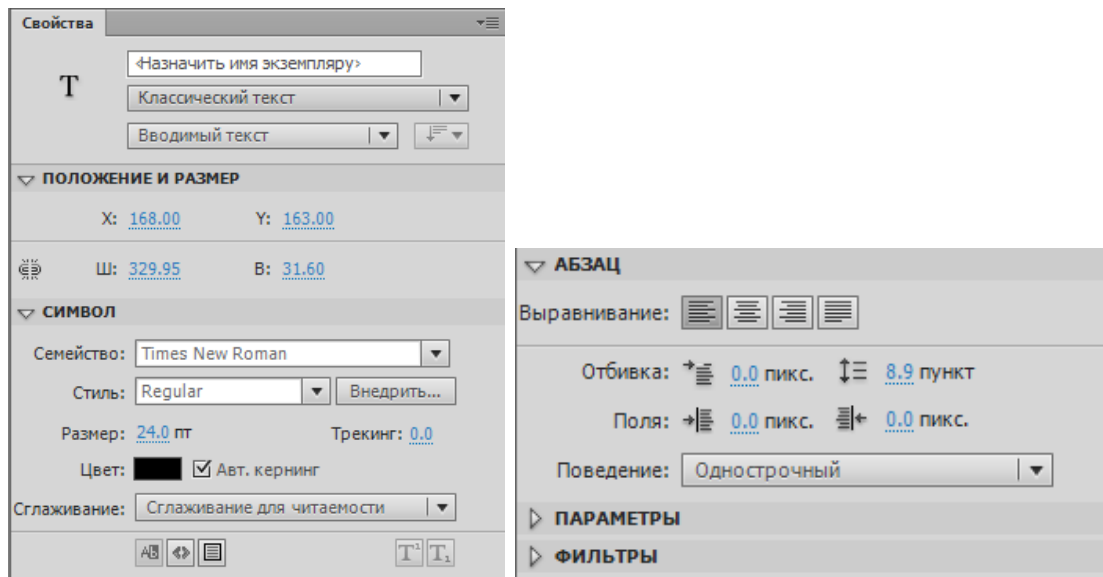 Свойства
<Назначить имя экземпляру>
Классический текст
Вводимый текст
ПОЛОЖЕНИЕ И РАЗМЕР
X: 168.00 Y: 163.00
Ш: 329.95 В: 31.60
СИМВОЛ
Семейство: Times New Roman
Стиль: Regular Внедрить...
Размер: 24.0 пт Трекинг: 0.0
Цвет: Авт. кернинг
Сглаживание: Сглаживание для читаемости
АБЗАЦ
Выравнивание:
Отбивка: 0.0 пикс. 8.9 пункт
Поля: 0.0 пикс. 0.0 пикс.
Поведение: Однострочный
ПАРАМЕТРЫ
ФИЛЬТРЫ